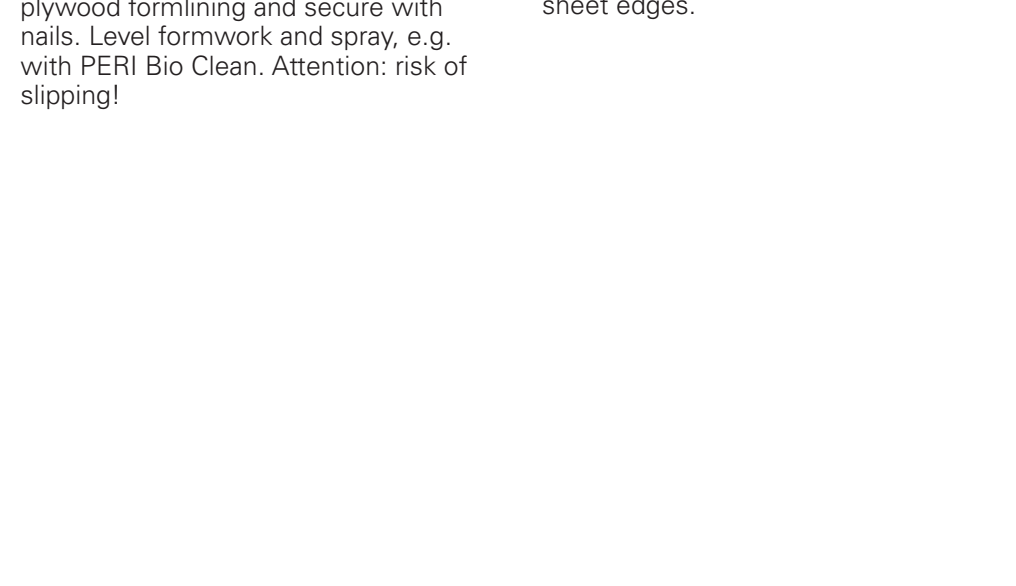 plywood formlining and secure with
nails. Level formwork and spray, e.g.
with PERI Bio Clean. Attention: risk of
slipping!
sheet edges.